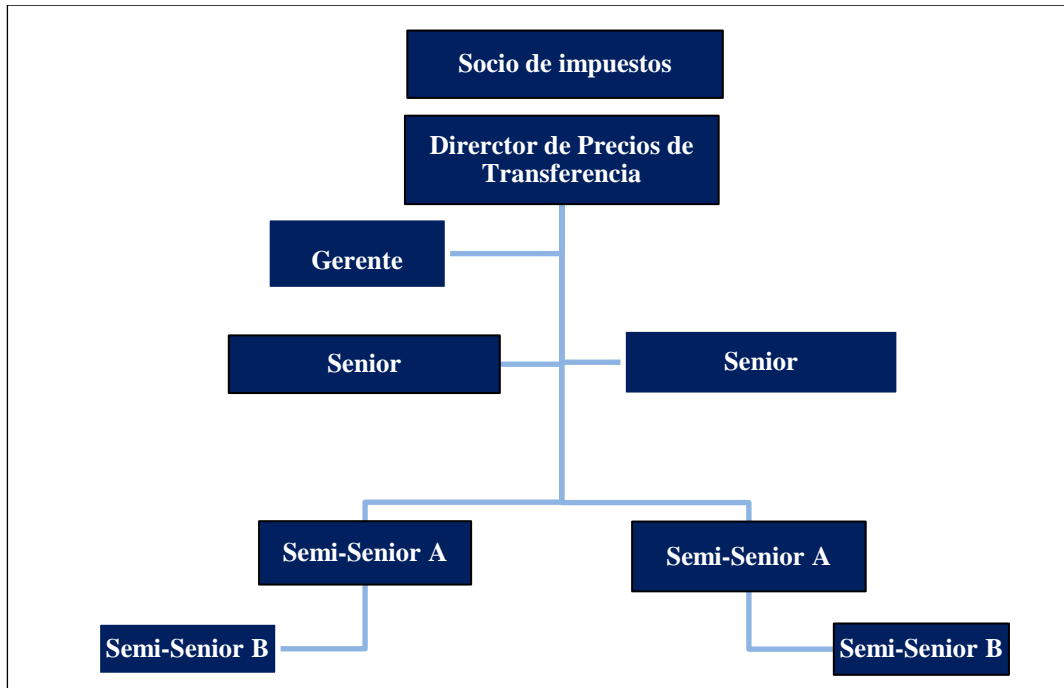 Socio de impuestos
Direrctor de Precios de
Transferencia
Gerente
Senior
Senior
Semi-Senior A
Semi-Senior A
Semi-Senior B
Semi-Senior B